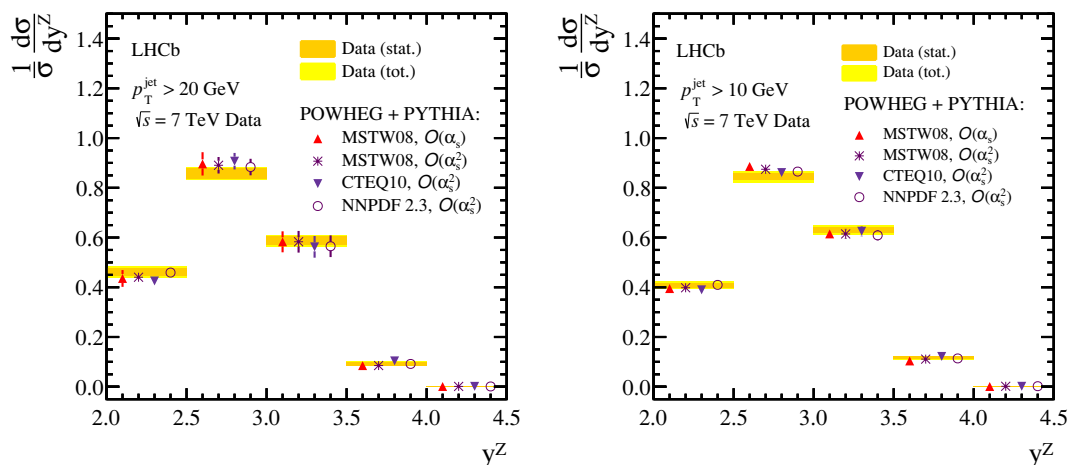 1/σ dσ/dy^Z
1.4
1.2
1.0
0.8
0.6
0.4
0.2
0.0
LHCb
p_T^jet > 20 GeV
√s = 7 TeV Data
Data (stat.)
Data (tot.)
POWHEG + PYTHIA:
MSTW08, O(α_s)
MSTW08, O(α_s^2)
CTEQ10, O(α_s^2)
NNPDF 2.3, O(α_s^2)
2.0 2.5 3.0 3.5 4.0 4.5
y^Z
1/σ dσ/dy^Z
1.4
1.2
1.0
0.8
0.6
0.4
0.2
0.0
LHCb
p_T^jet > 10 GeV
√s = 7 TeV Data
Data (stat.)
Data (tot.)
POWHEG + PYTHIA:
MSTW08, O(α_s)
MSTW08, O(α_s^2)
CTEQ10, O(α_s^2)
NNPDF 2.3, O(α_s^2)
2.0 2.5 3.0 3.5 4.0 4.5
y^Z